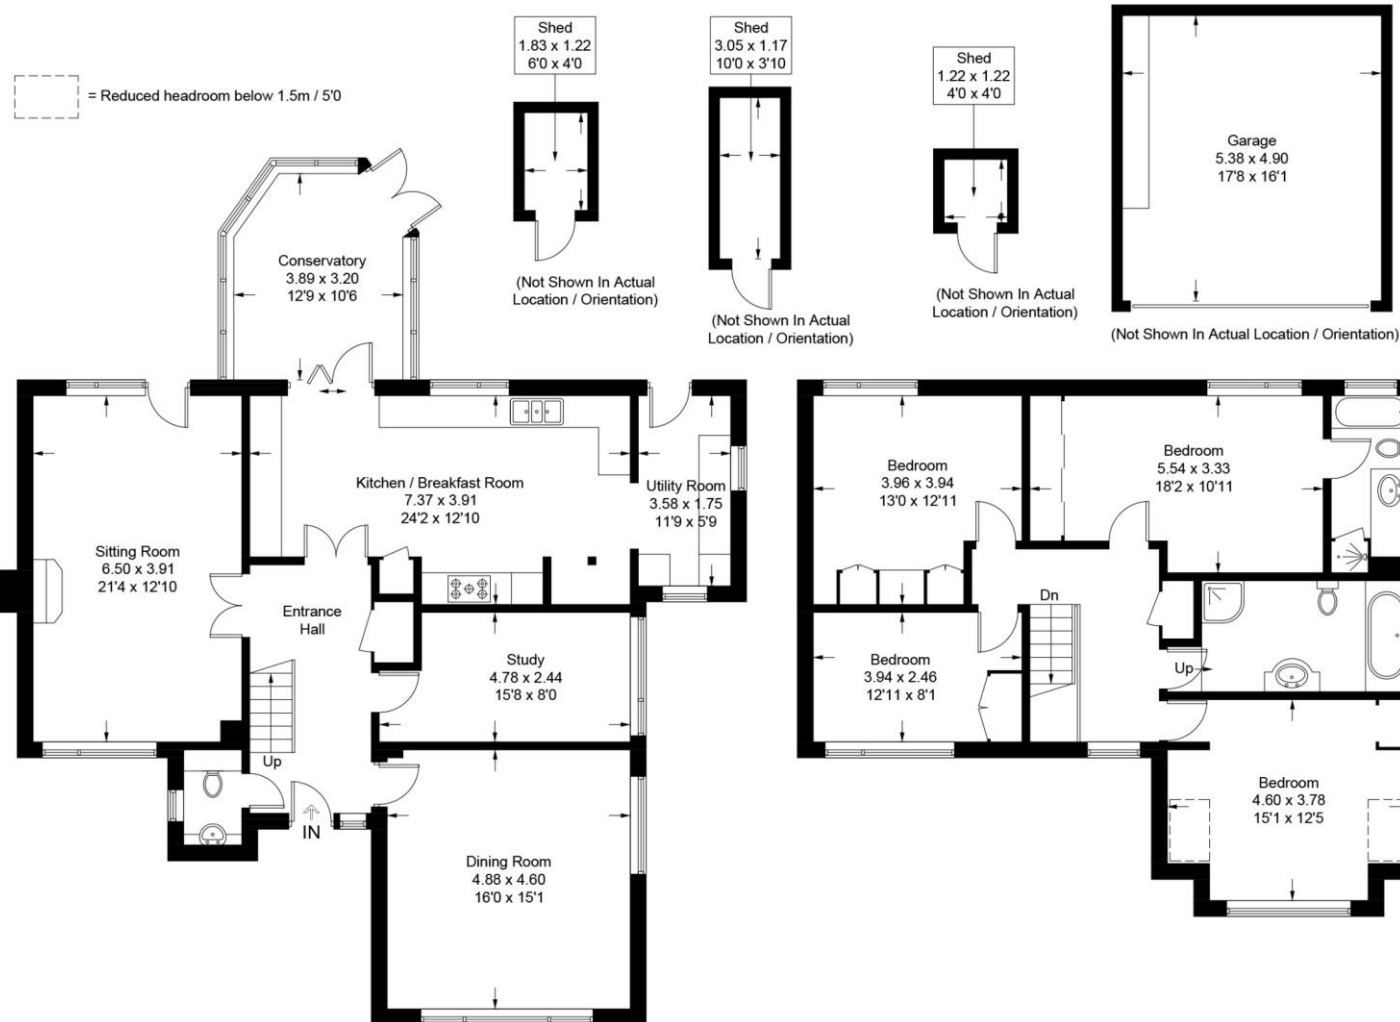 Shed
1.83 x 1.22
6'0 x 4'0
Shed
3.05 x 1.17
10'0 x 3'10
Shed
1.22 x 1.22
4'0 x 4'0
= Reduced headroom below 1.5m / 5'0
Garage
5.38 x 4.90
17'8 x 16'1
Conservatory
3.89 x 3.20
12'9 x 10'6
(Not Shown In Actual
Location / Orientation)
(Not Shown In Actual
Location / Orientation)
(Not Shown In Actual
Location / Orientation)
(Not Shown In Actual Location / Orientation)
Kitchen / Breakfast Room
7.37 x 3.91
24'2 x 12'10
Utility Room
3.58 x 1.75
11'9 x 5'9
Sitting Room
6.50 x 3.91
21'4 x 12'10
Entrance
Hall
Study
4.78 x 2.44
15'8 x 8'0
Up
IN
Dining Room
4.88 x 4.60
16'0 x 15'1
Bedroom
3.96 x 3.94
13'0 x 12'11
Bedroom
5.54 x 3.33
18'2 x 10'11
Dn
Bedroom
3.94 x 2.46
12'11 x 8'1
Up
Bedroom
4.60 x 3.78
15'1 x 12'5